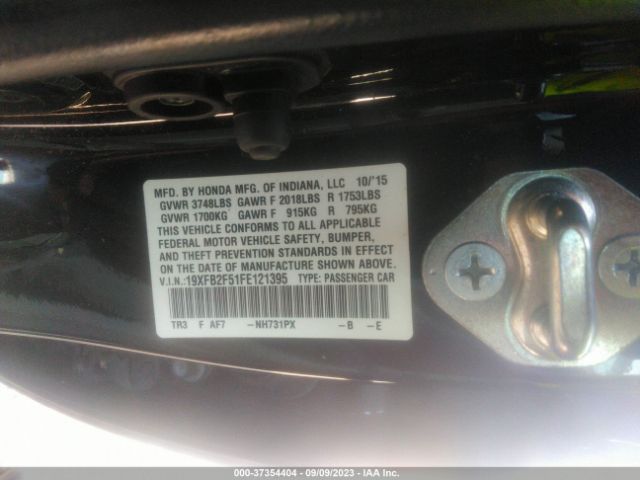 MFD. BY HONDA MFG. OF INDIANA, LLC 10/'15
GVWR 3748LBS GAWR F 2018LBS R 1753LBS
GVWR 1700KG GAWR F 915KG R 795KG
THIS VEHICLE CONFORMS TO ALL APPLICABLE
FEDERAL MOTOR VEHICLE SAFETY, BUMPER,
AND THEFT PREVENTION STANDARDS IN EFFECT
ON THE DATE OF MANUFACTURE SHOWN ABOVE.
V.I.N.:19XFB2F51FE121395 TYPE: PASSENGER CAR
TR3 F AF7 -NH731PX -B -E
000-37354404 - 09/09/2023 - IAA Inc.